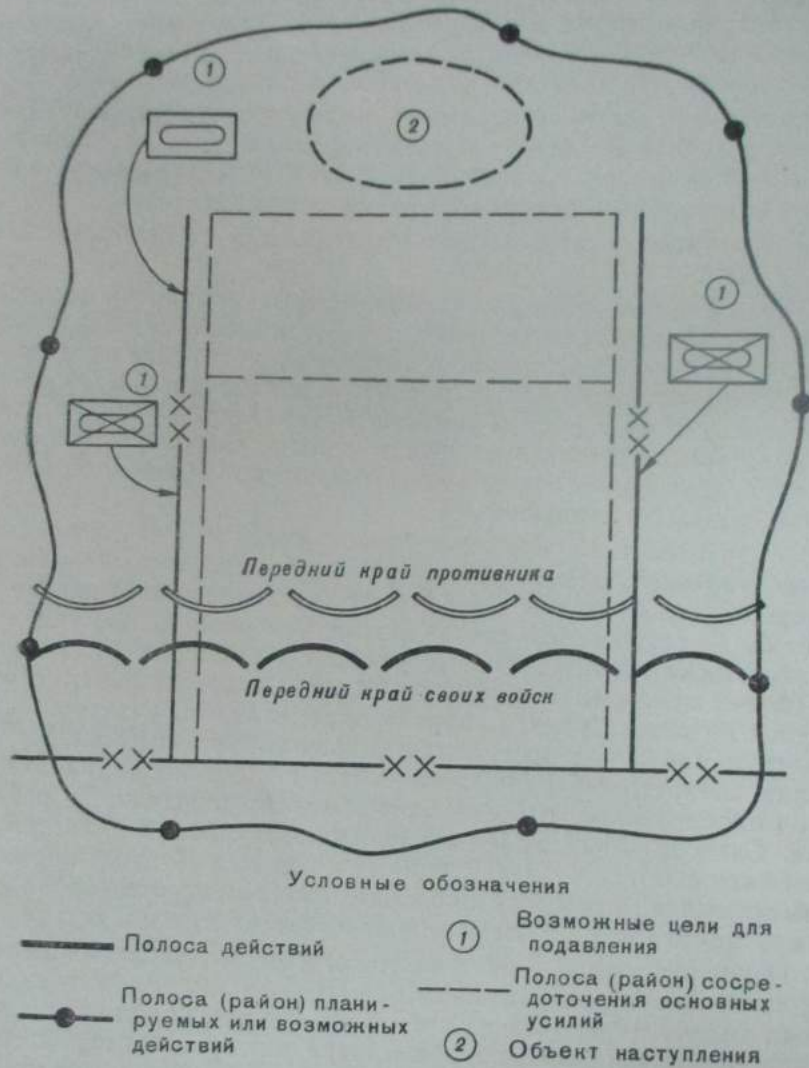 1
2
1
1
Передний край противника
Передний край своих войск
Условные обозначения
Полоса действий
Полоса (район) плани-
руемых или возможных
действий
1 Возможные цели для
подавления
Полоса (район) сосре-
доточения основных
усилий
2 Объект наступления